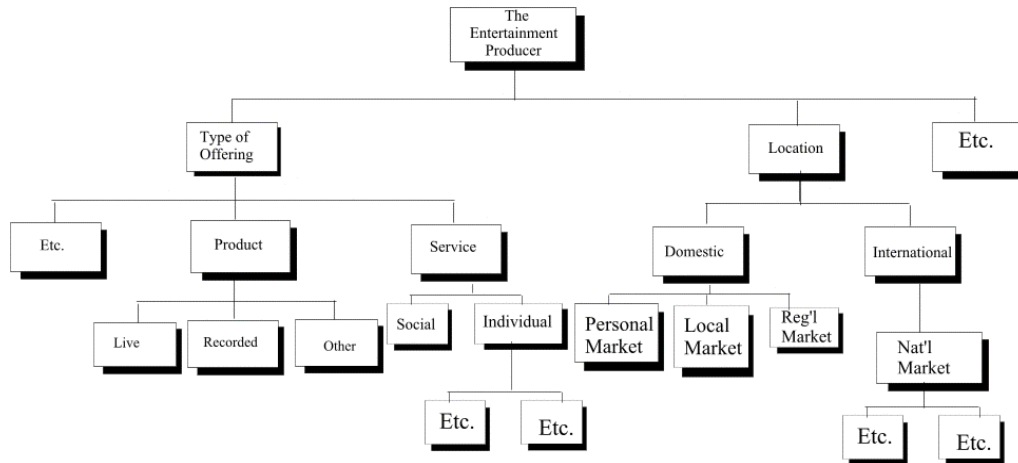 The
Entertainment
Producer
Type of
Offering
Location
Etc.
Etc.
Product
Service
Domestic
International
Live
Recorded
Other
Social
Individual
Personal
Market
Local
Market
Reg'l
Market
Nat'l
Market
Etc.
Etc.
Etc.
Etc.